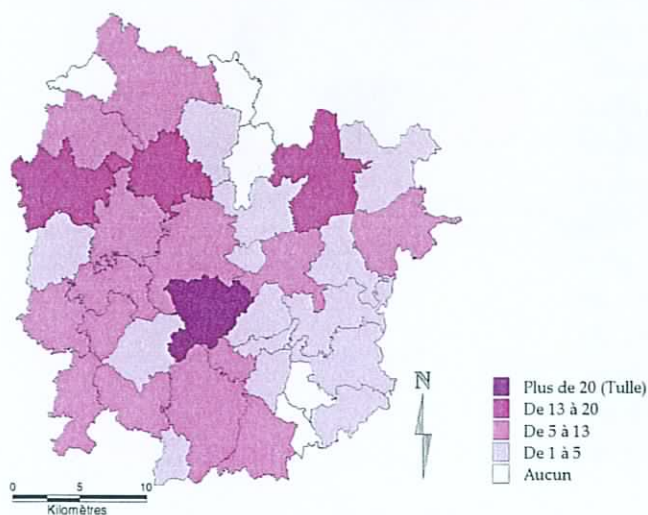 N
Plus de 20 (Tulle)
De 13 à 20
De 5 à 13
De 1 à 5
Aucun
0 5 10
Kilomètres